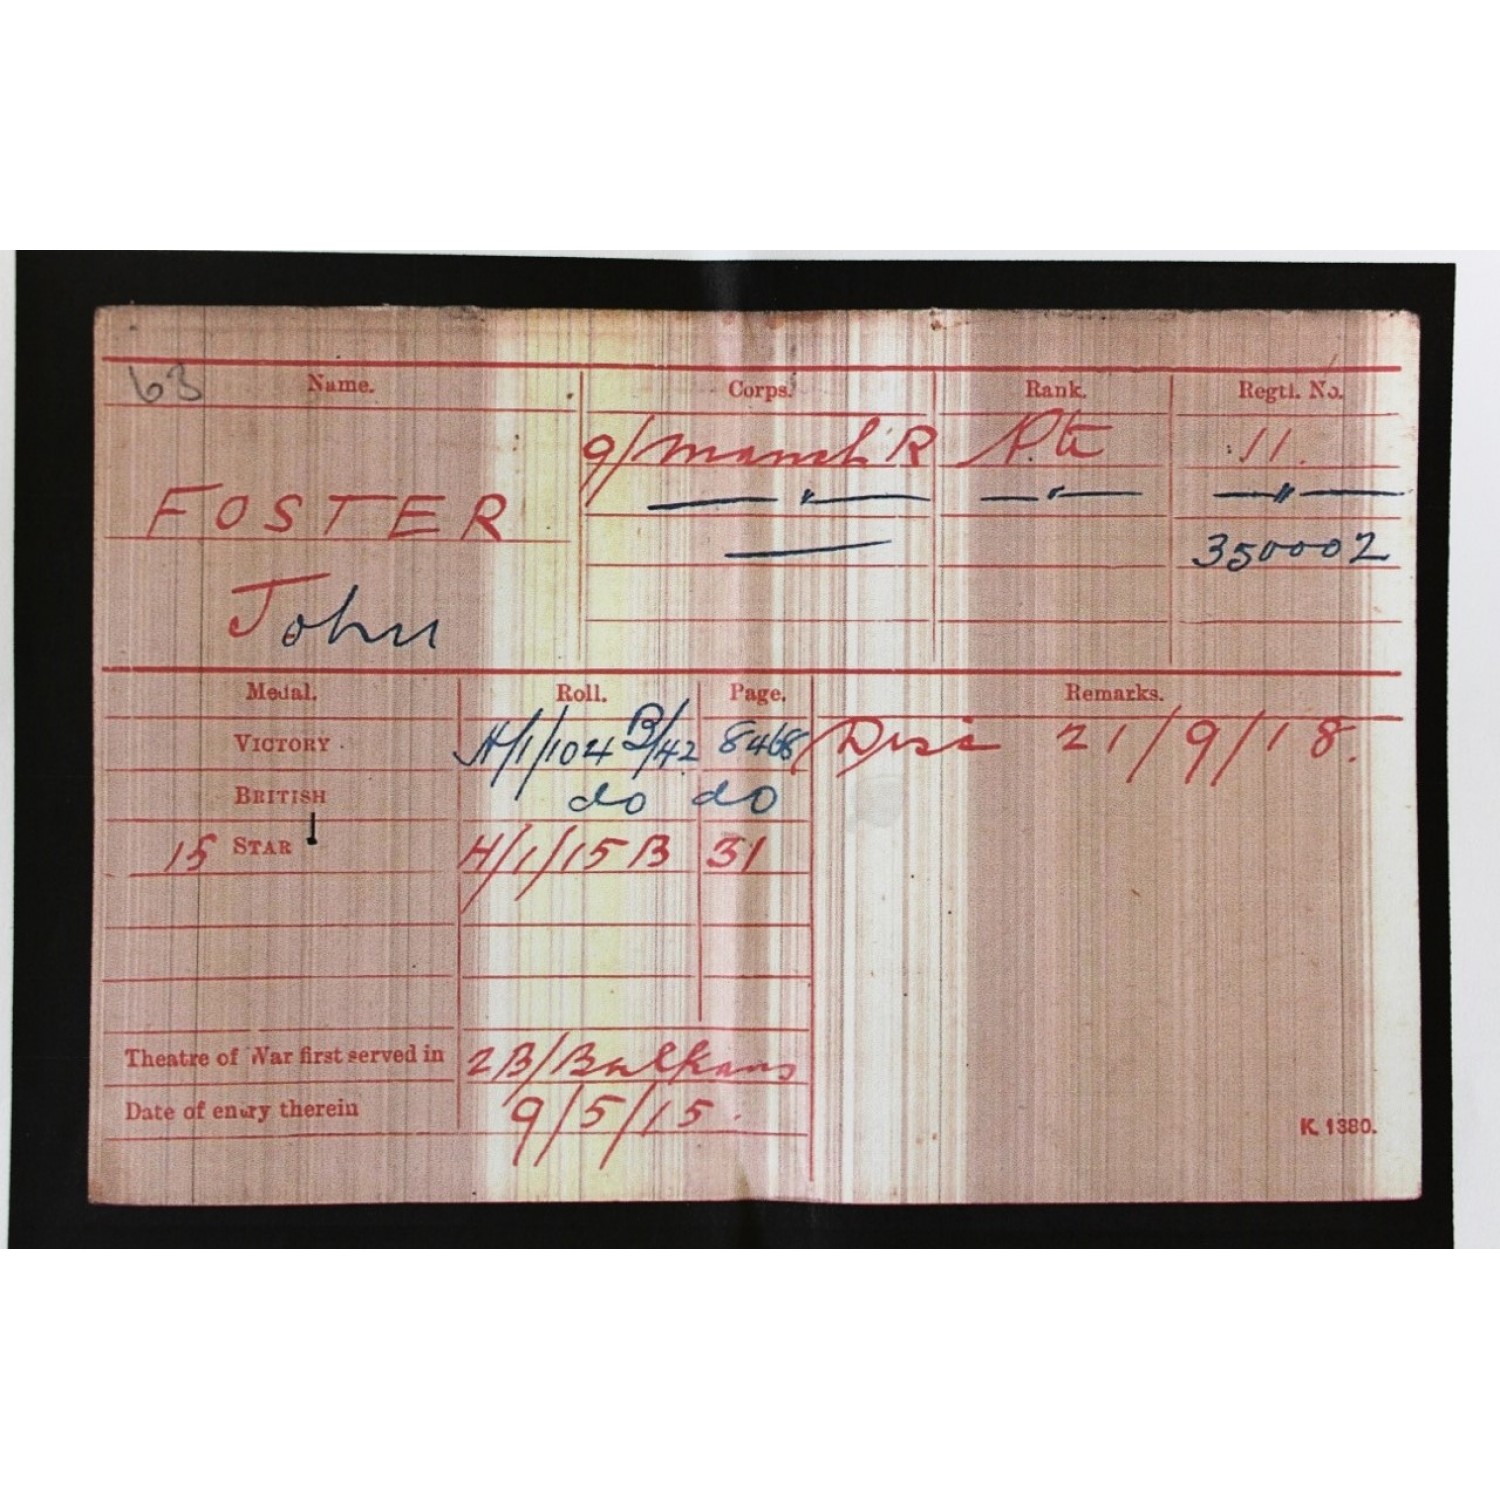 63 Name. Corps. Rank. Regtl. No.
9/Manch R Pte 11.
— " — — " — — " —
FOSTER
— 350002
John
Medal. Roll. Page. Remarks.
VICTORY H/1/104 B/42 8468 Disc 21/9/18.
BRITISH do do
15 STAR H/1/15 B 31
Theatre of War first served in 2B/Balkans
Date of entry therein 9/5/15.
K. 1380.